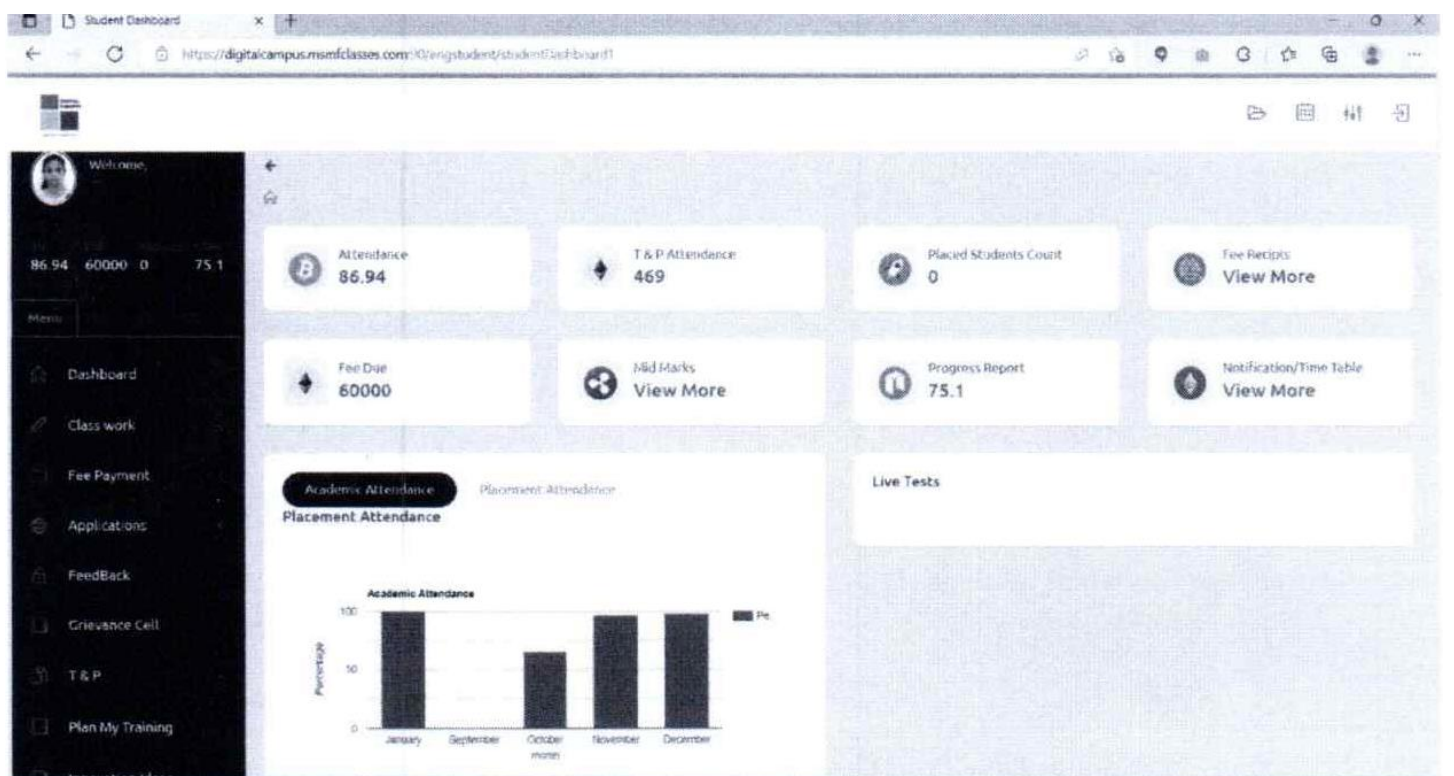 Student Dashboard
https://digitalcampus.msmfclasses.com
Welcome,
86.94 60000 0 75.1
Menu
Dashboard
Class work
Fee Payment
Applications
FeedBack
Grievance Cell
T & P
Plan My Training
Attendance
86.94
T & P Attendance
469
Placed Students Count
0
Fee Recipts
View More
Fee Due
60000
Mid Marks
View More
Progress Report
75.1
Notification/Time Table
View More
Academic Attendance Placement Attendance
Placement Attendance
Live Tests
Academic Attendance
Pe
Percentage
100
50
0
January September October November December
month